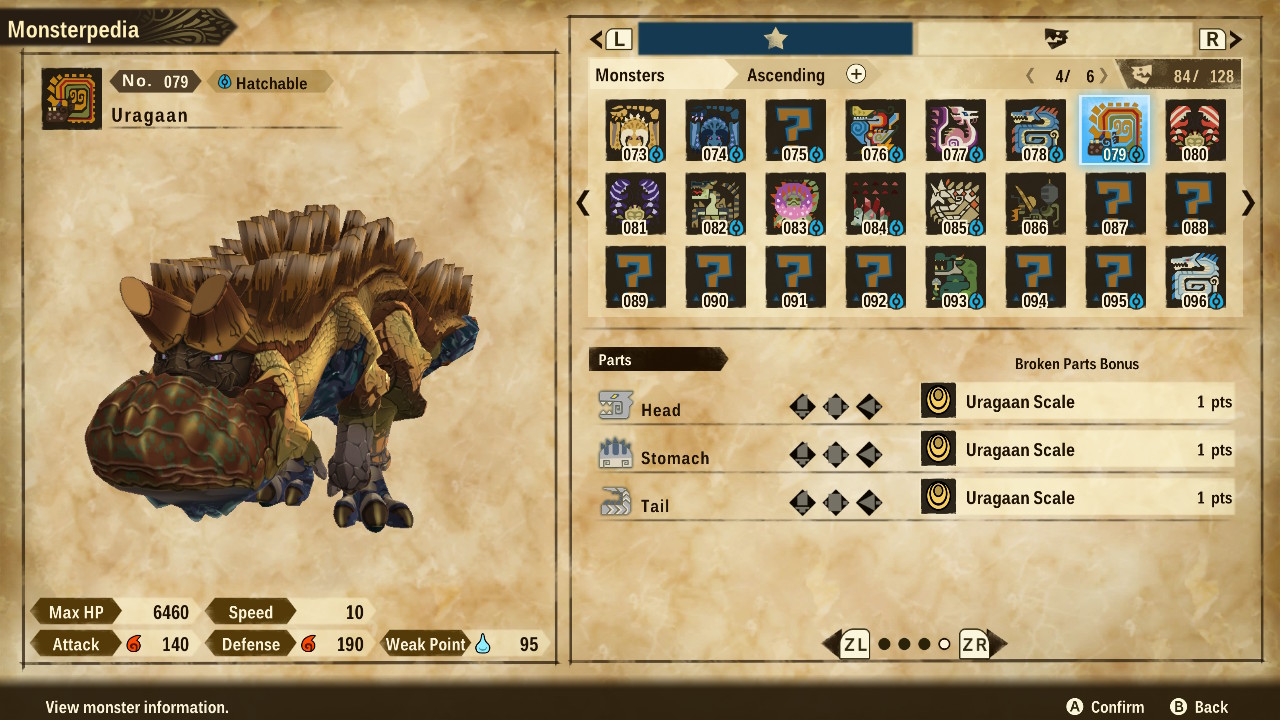 Monsterpedia
No. 079
Hatchable
Uragaan
Max HP 6460
Speed 10
Attack 140
Defense 190
Weak Point 95
L
R
Monsters
Ascending
4/ 6
84/ 128
073 074 075 076 077 078 079 080
081 082 083 084 085 086 087 088
089 090 091 092 093 094 095 096
Parts
Broken Parts Bonus
Head
Uragaan Scale 1 pts
Stomach
Uragaan Scale 1 pts
Tail
Uragaan Scale 1 pts
ZL
ZR
View monster information.
A Confirm
B Back